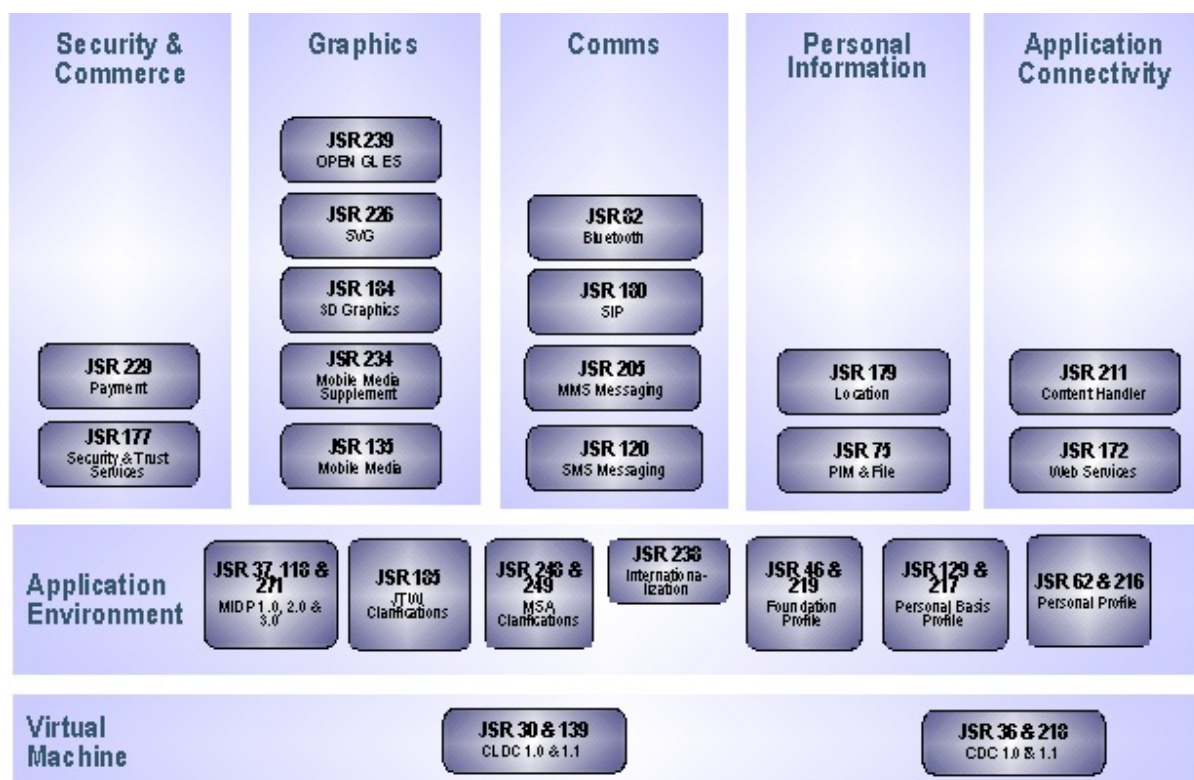 Security &
Commerce
Graphics
Comms
Personal
Information
Application
Connectivity
JSR 239
OPEN GL ES
JSR 226
SVG
JSR 82
Bluetooth
JSR 184
3D Graphics
JSR 180
SIP
JSR 229
Payment
JSR 234
Mobile Media
Supplement
JSR 205
MMS Messaging
JSR 179
Location
JSR 211
Content Handler
JSR 177
Security & Trust
Services
JSR 135
Mobile Media
JSR 120
SMS Messaging
JSR 75
PIM & File
JSR 172
Web Services
Application
Environment
JSR 37, 118 &
271
MIDP 1.0, 2.0 &
3.0
JSR 185
JTWI
Clarifications
JSR 248 &
249
MSA
Clarifications
JSR 238
Internationa-
lization
JSR 46 &
219
Foundation
Profile
JSR 129 &
217
Personal Basis
Profile
JSR 62 & 216
Personal Profile
Virtual
Machine
JSR 30 & 139
CLDC 1.0 & 1.1
JSR 36 & 218
CDC 1.0 & 1.1